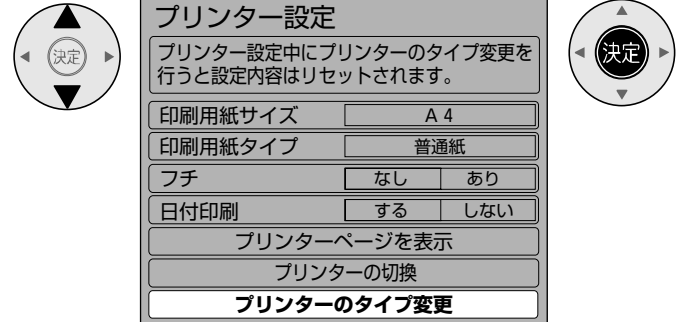 プリンター設定
プリンター設定中にプリンターのタイプ変更を
行うと設定内容はリセットされます。
決定
決定
印刷用紙サイズ A 4
印刷用紙タイプ 普通紙
フチ なし あり
日付印刷 する しない
プリンターページを表示
プリンターの切換
プリンターのタイプ変更